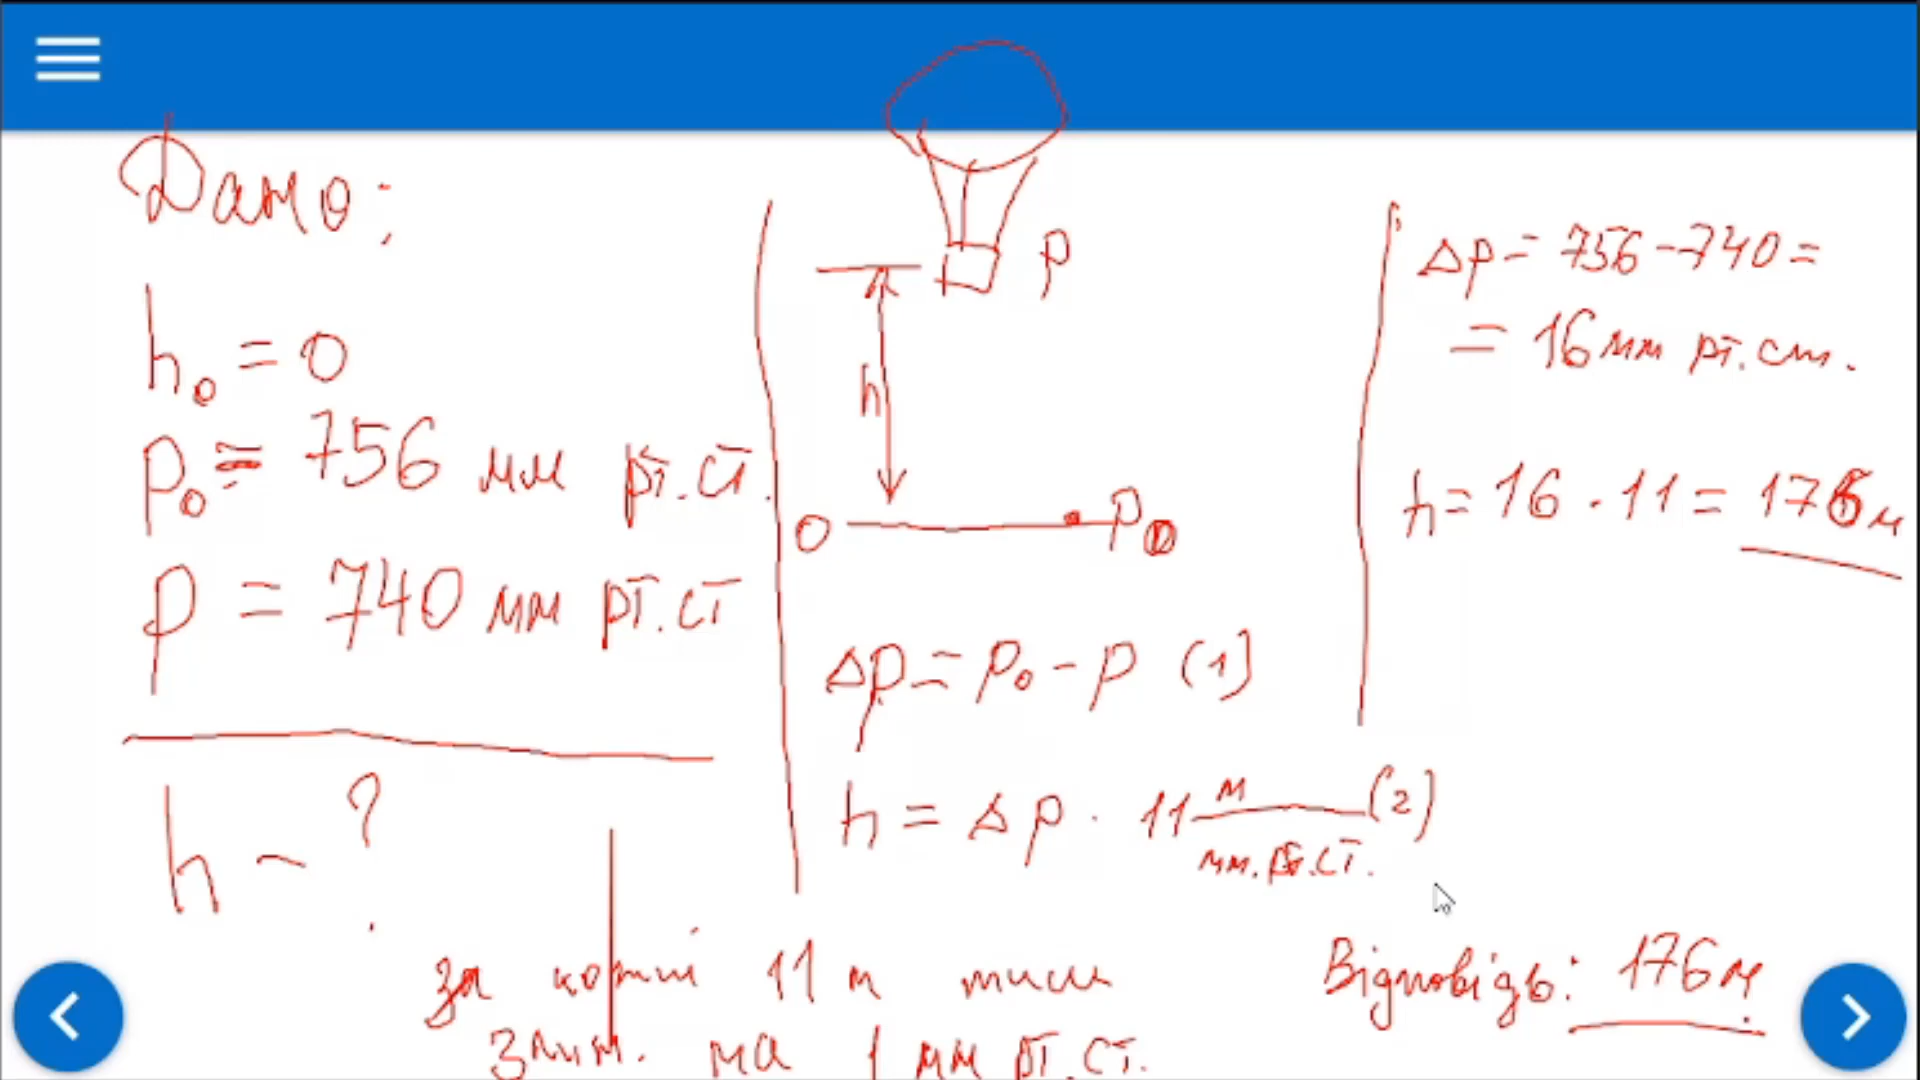 Дано:
h₀ = 0
p₀ = 756 мм рт.ст.
p = 740 мм рт.ст
h - ?
p
h
0
p₀
Δp = p₀ - p (1)
h = Δp · 11 м/мм.рт.ст. (2)
за кожні 11 м тиск
зміп. на 1 мм рт.ст.
Δp = 756 - 740 =
= 16 мм рт.ст.
h = 16 · 11 = 176 м
Відповідь: 176 м